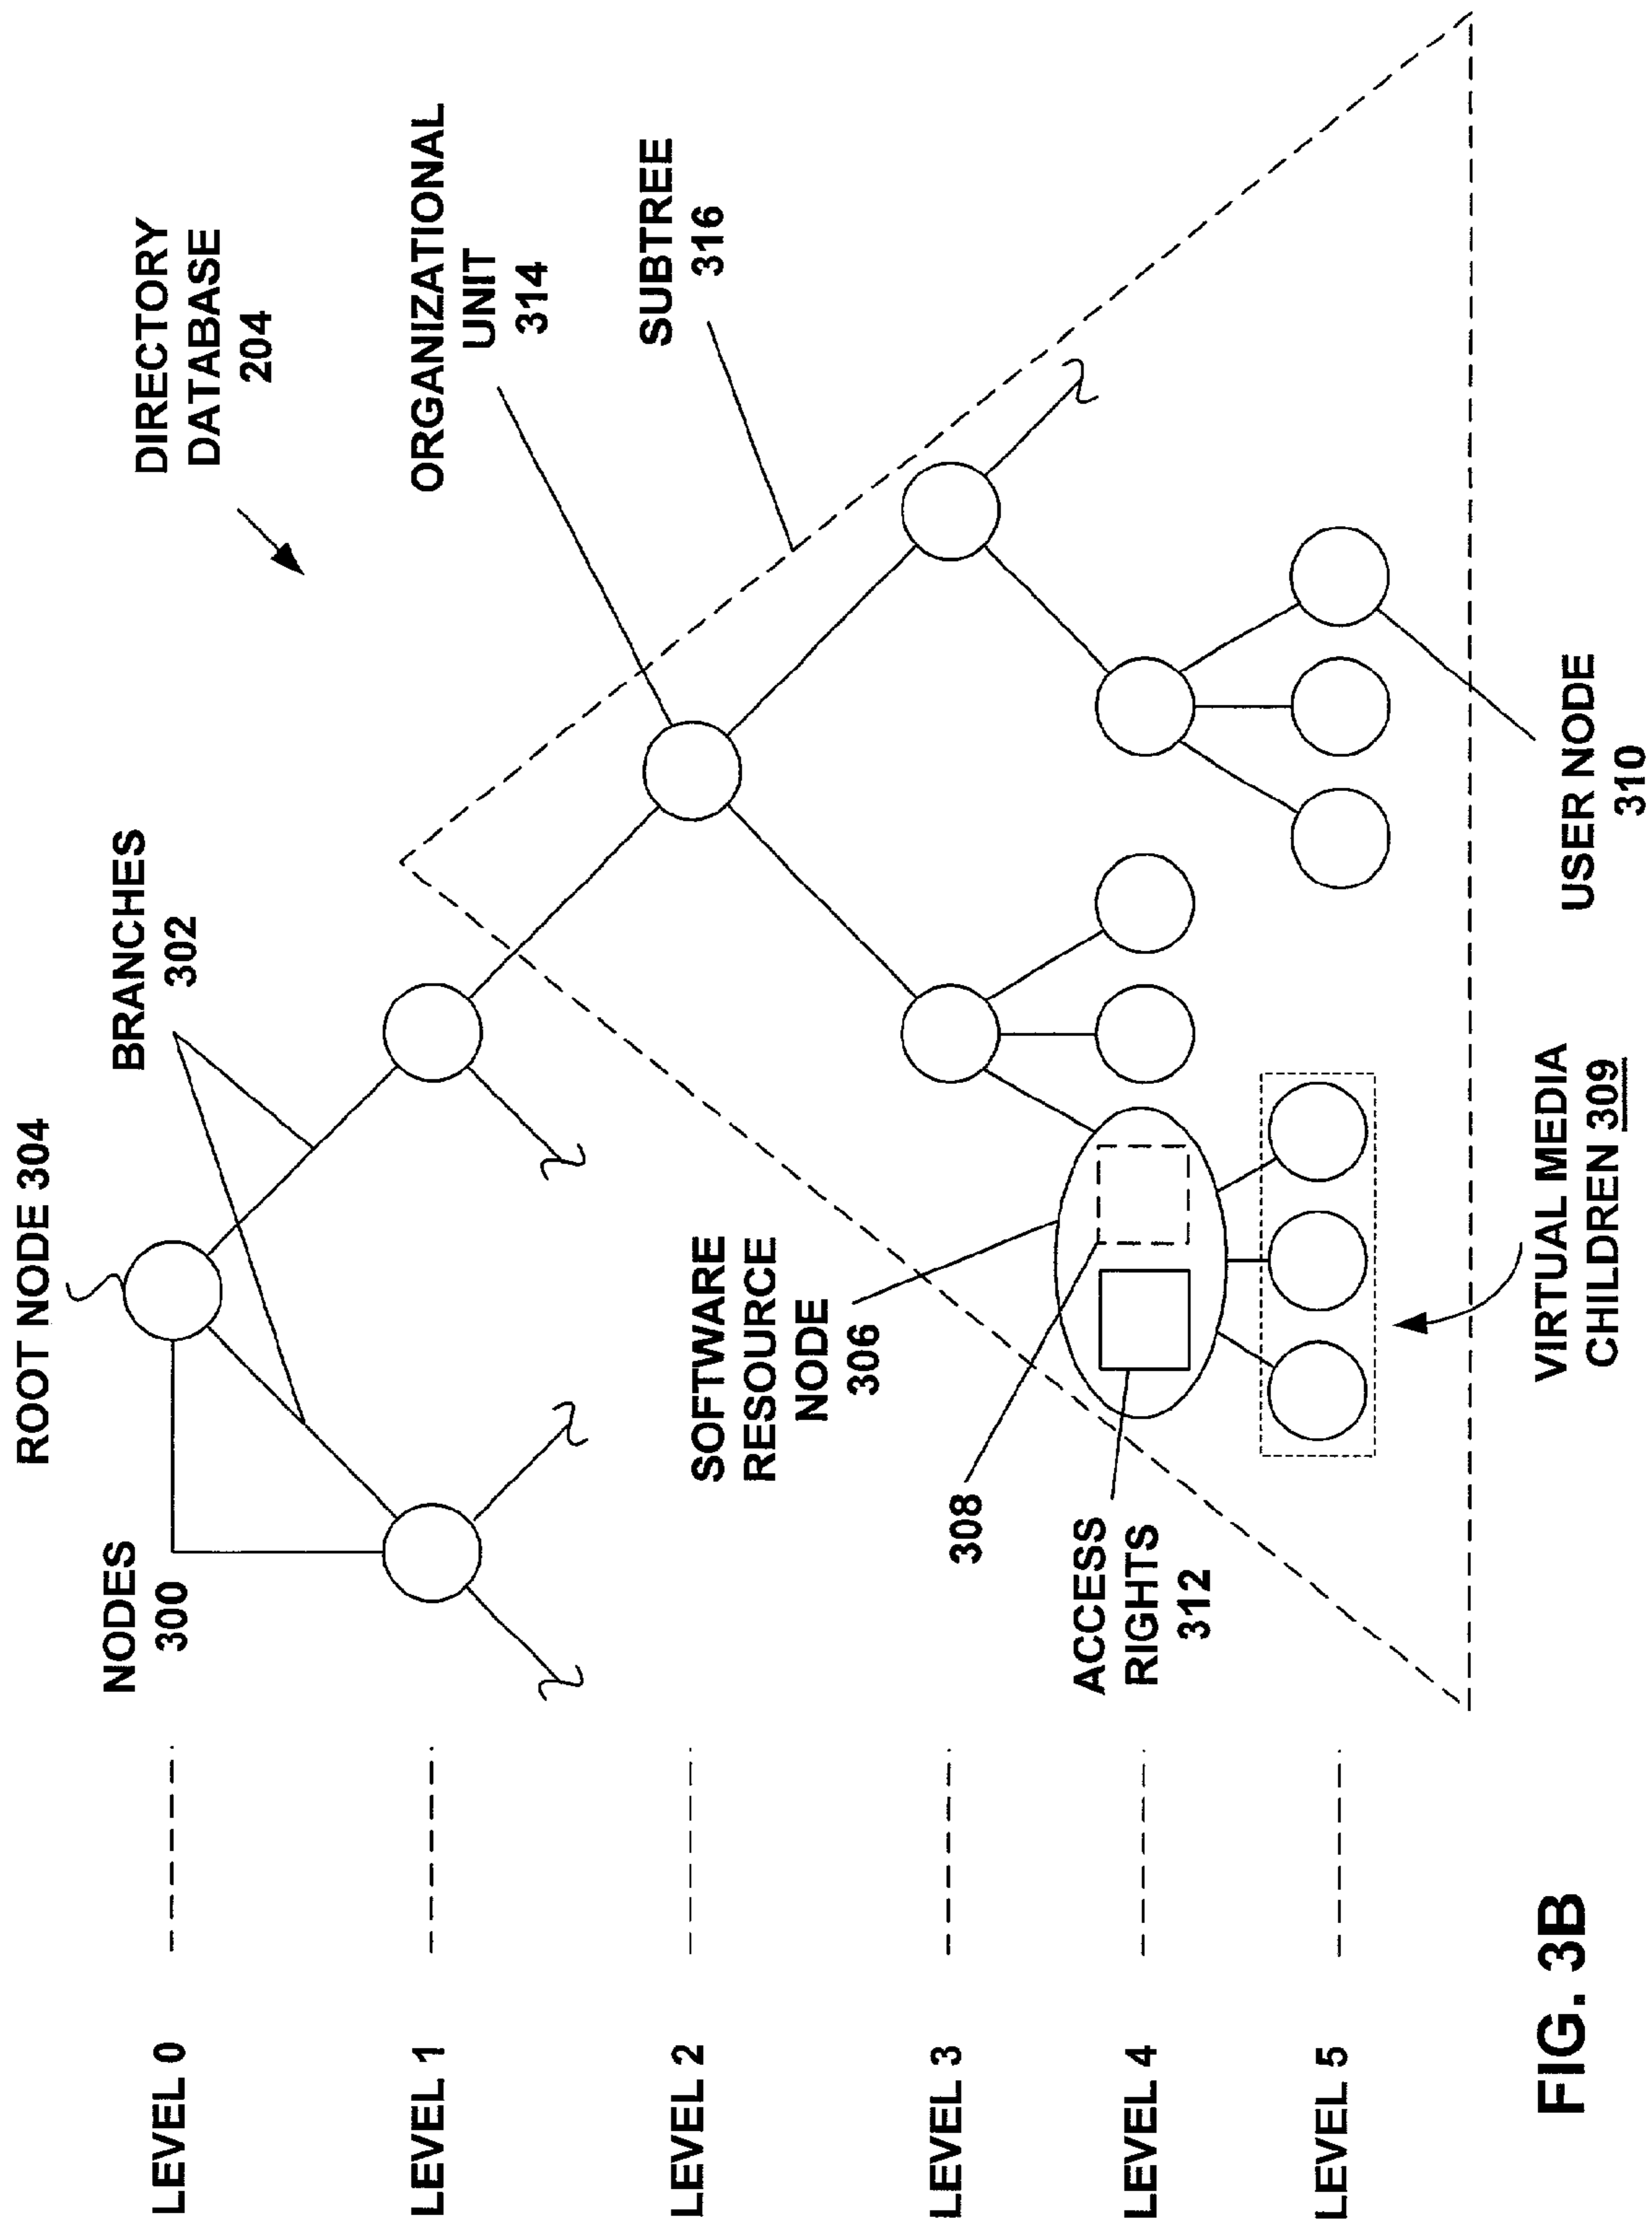 DIRECTORY
DATABASE
204
ROOT NODE 304
BRANCHES
302
NODES
300
ORGANIZATIONAL
UNIT
314
SUBTREE
316
SOFTWARE
RESOURCE
NODE
306
308
ACCESS
RIGHTS
312
VIRTUAL MEDIA
CHILDREN 309
USER NODE
310
LEVEL 0
LEVEL 1
LEVEL 2
LEVEL 3
LEVEL 4
LEVEL 5
FIG. 3B